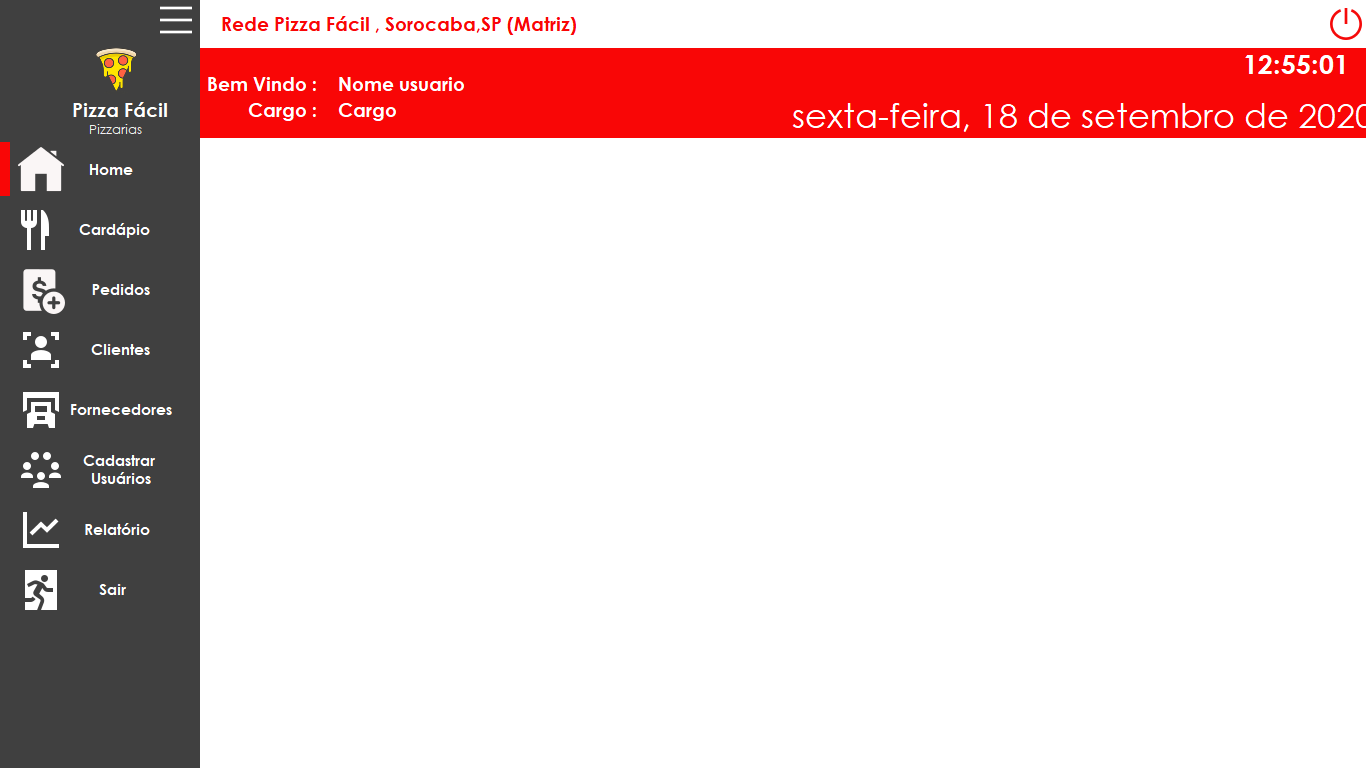 Rede Pizza Fácil , Sorocaba,SP (Matriz)
12:55:01
Bem Vindo : Nome usuario
Cargo : Cargo
sexta-feira, 18 de setembro de 2020
Pizza Fácil
Pizzarias
Home
Cardápio
$
Pedidos
Clientes
Fornecedores
Cadastrar
Usuários
Relatório
Sair